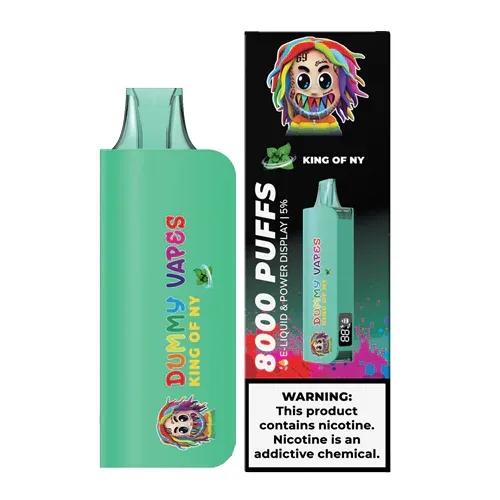 DUMMY VAPES
KING OF NY
69
KING OF NY
8000 PUFFS
E-LIQUID & POWER DISPLAY | 5%
DUMMY VAPES
KING OF NY
88
WARNING:
This product
contains nicotine.
Nicotine is an
addictive chemical.